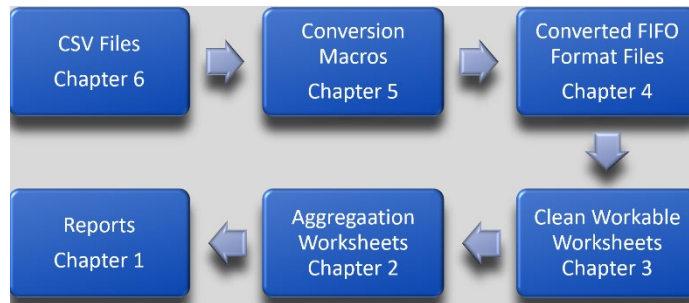 CSV Files
Chapter 6
Conversion
Macros
Chapter 5
Converted FIFO
Format Files
Chapter 4
Reports
Chapter 1
Aggregaation
Worksheets
Chapter 2
Clean Workable
Worksheets
Chapter 3